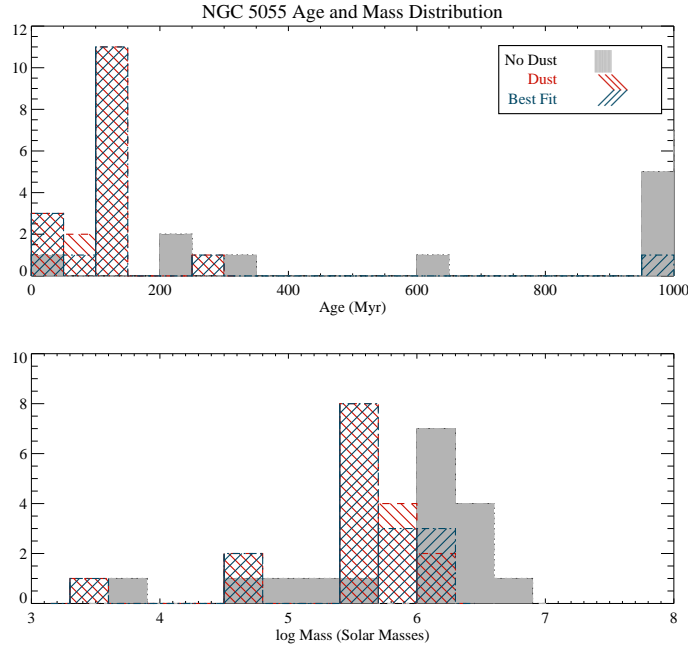 NGC 5055 Age and Mass Distribution
12
10
8
6
4
2
0
No Dust
Dust
Best Fit
0 200 400 600 800 1000
Age (Myr)
10
8
6
4
2
0
3 4 5 6 7 8
log Mass (Solar Masses)